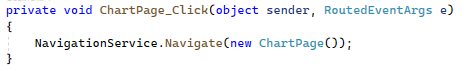 private void ChartPage_Click(object sender, RoutedEventArgs e)
{
    NavigationService.Navigate(new ChartPage());
}